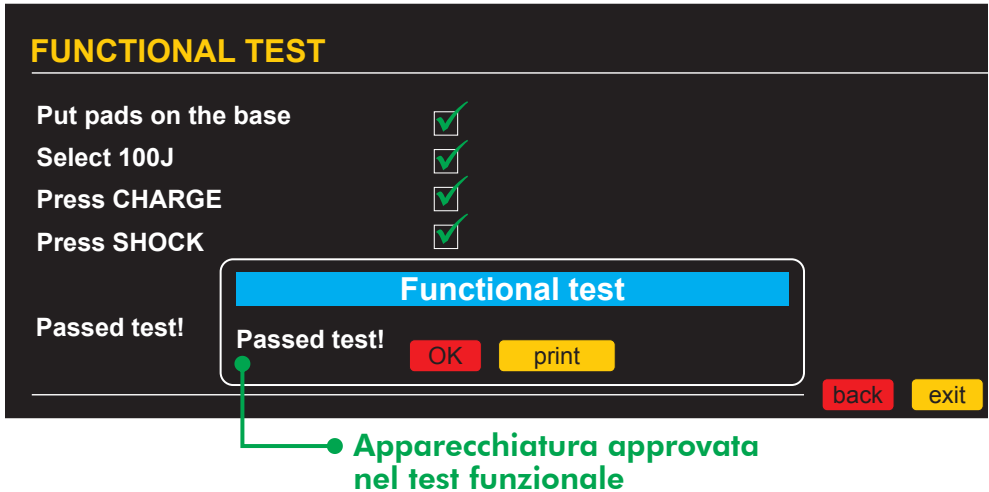 FUNCTIONAL TEST
Put pads on the base
Select 100J
Press CHARGE
Press SHOCK
Functional test
Passed test!
Passed test!
OK print
back exit
Apparecchiatura approvata
nel test funzionale